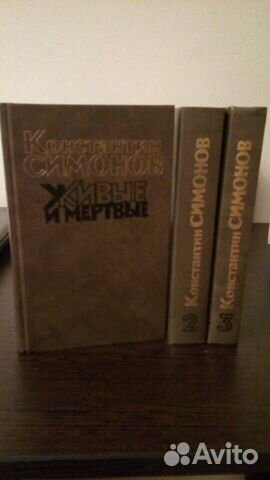 Константин
СИМОНОВ
ЖИВЫЕ
И МЕРТВЫЕ
2 Константин СИМОНОВ
3 Константин СИМОНОВ
Avito